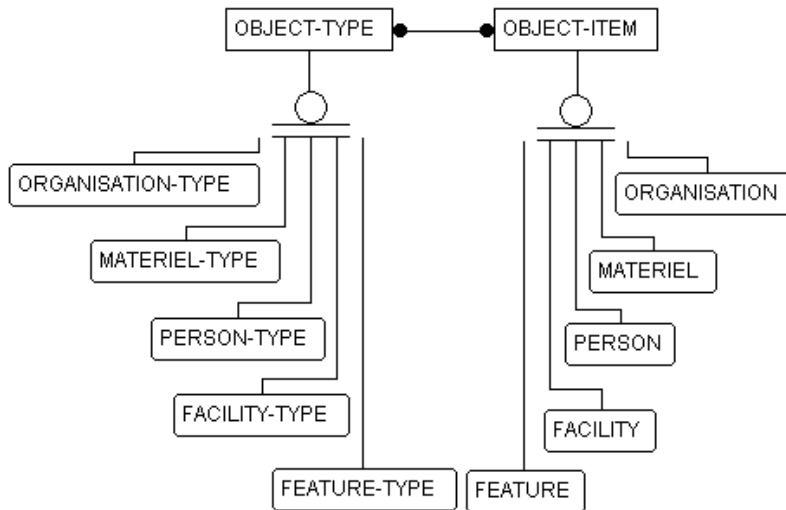 OBJECT-TYPE
OBJECT-ITEM
ORGANISATION-TYPE
ORGANISATION
MATERIEL-TYPE
MATERIEL
PERSON-TYPE
PERSON
FACILITY-TYPE
FACILITY
FEATURE-TYPE
FEATURE